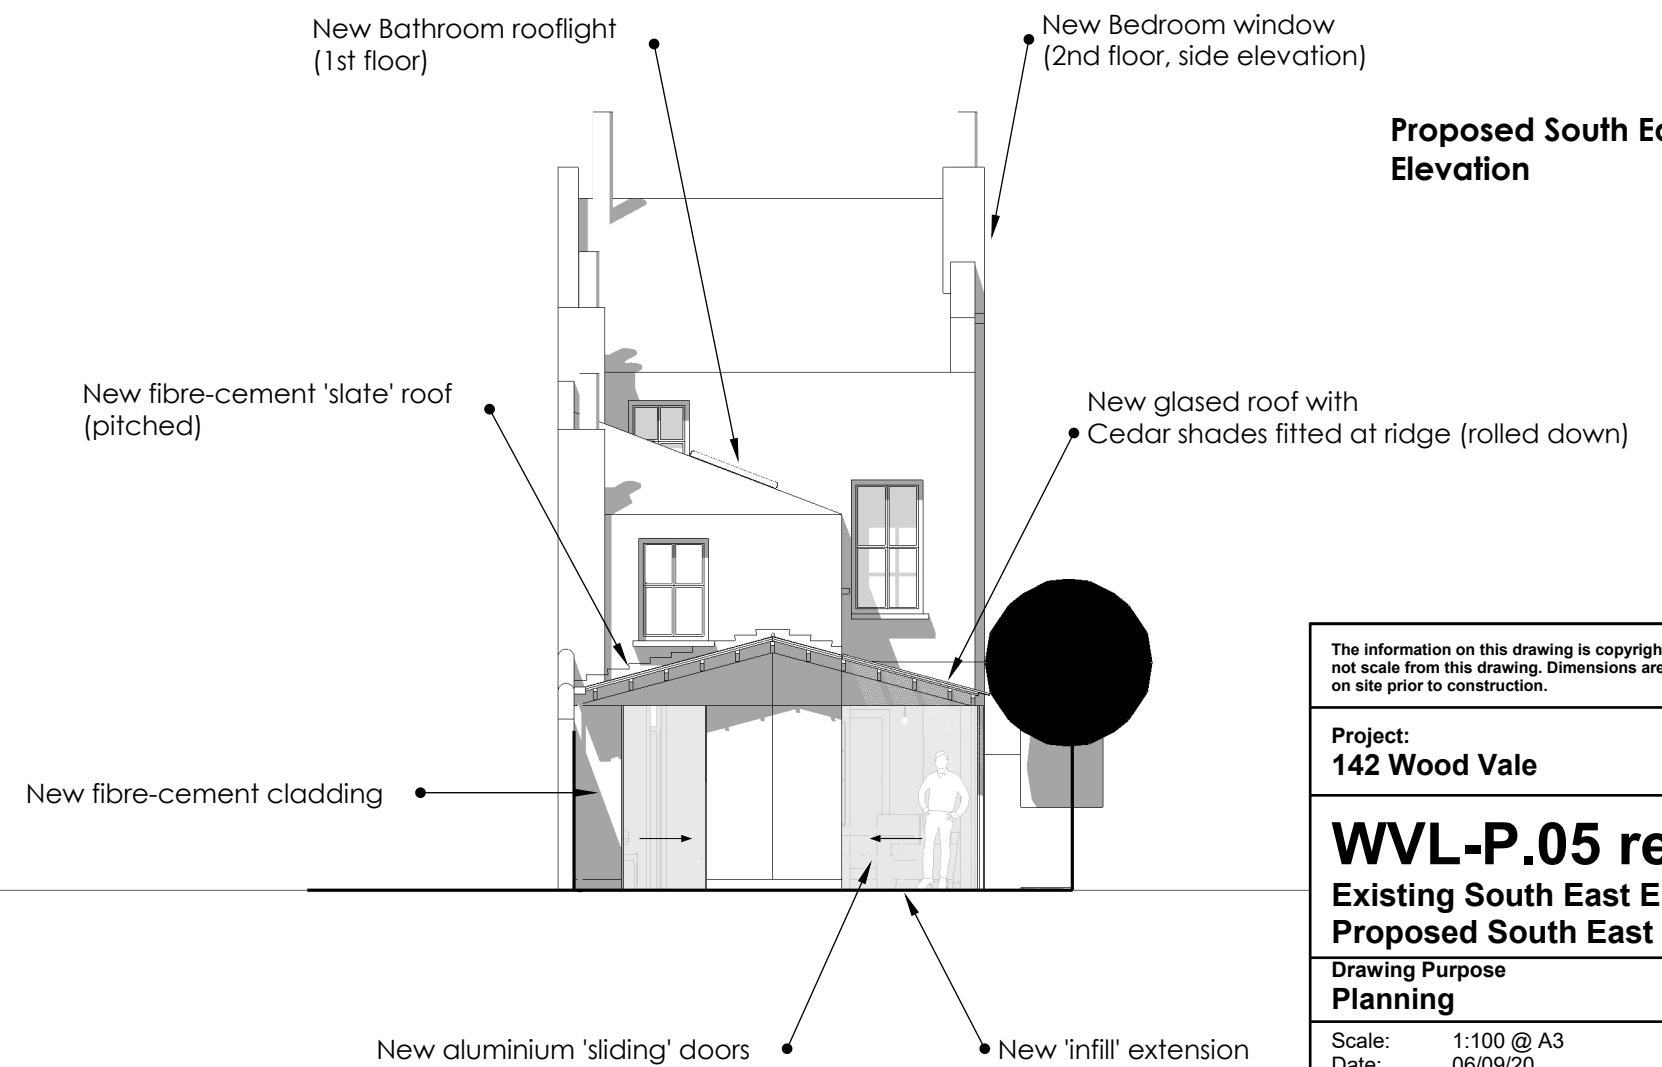 New Bathroom rooflight
(1st floor)
New Bedroom window
(2nd floor, side elevation)
Proposed South
Elevation
New fibre-cement 'slate' roof
(pitched)
New glased roof with
Cedar shades fitted at ridge (rolled down)
New fibre-cement cladding
New aluminium 'sliding' doors
New 'infill' extension
The information on this drawing is
not scale from this drawing. Dimensions are
on site prior to construction.
Project:
142 Wood Vale
WVL-P.05
Existing South East
Proposed South East
Drawing Purpose
Planning
Scale: 1:100 @ A3
Date: 06/09/20